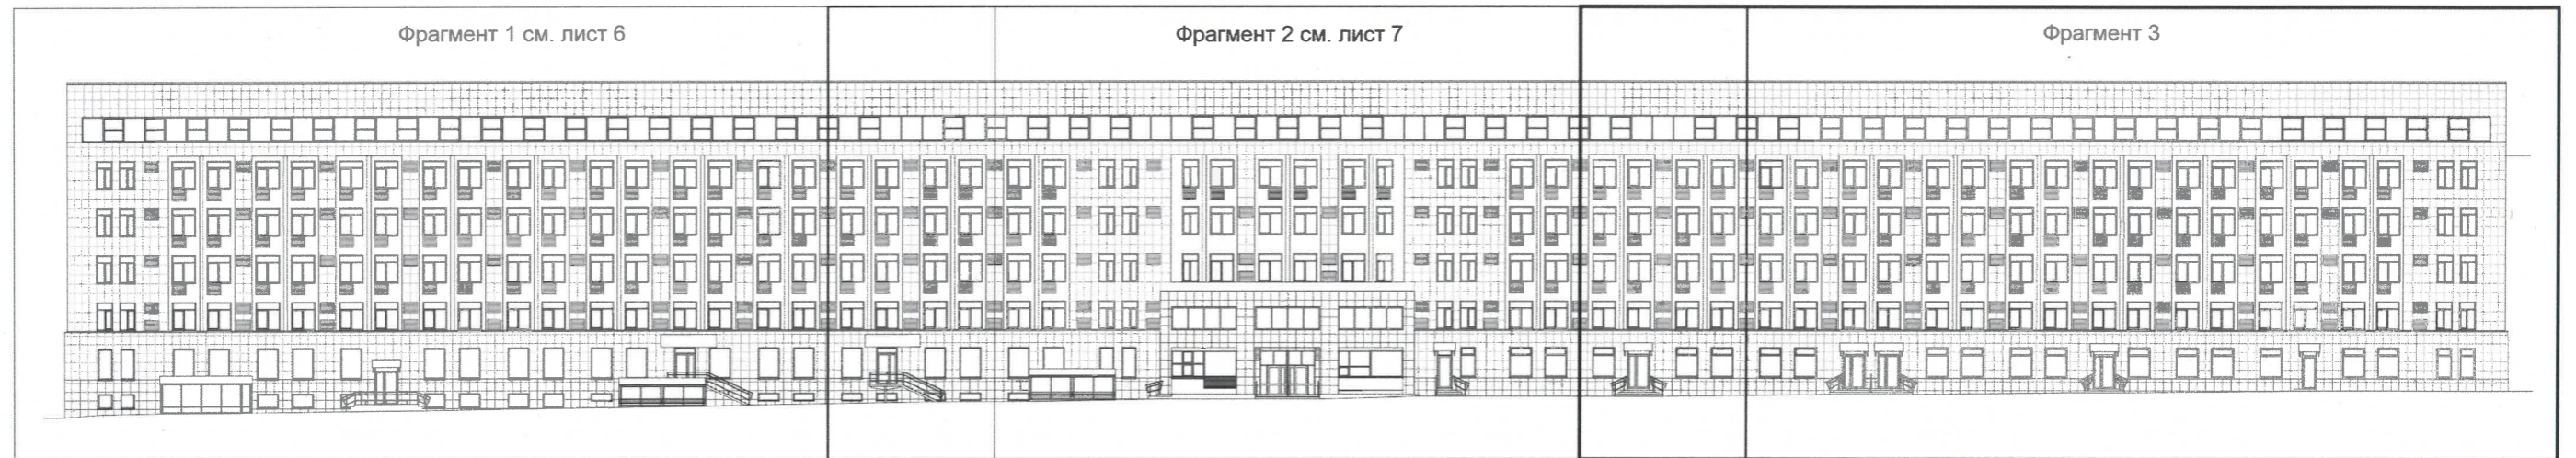 Фрагмент 1 см. лист 6
Фрагмент 2 см. лист 7
Фрагмент 3